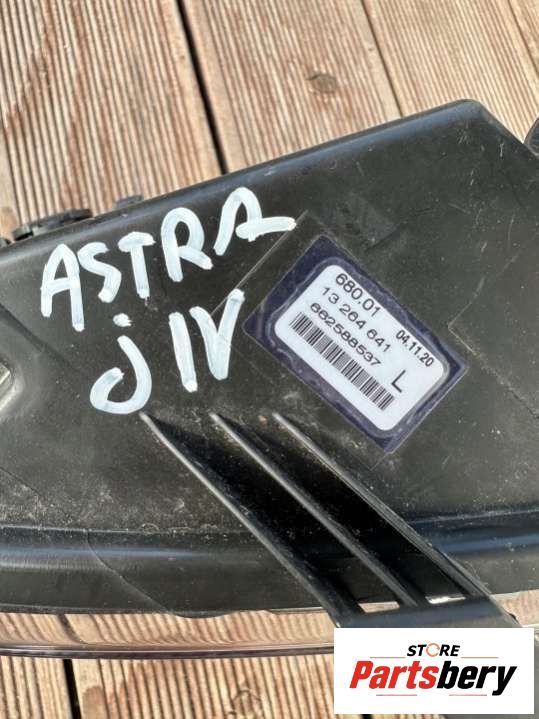 ASTRA
j IV
680.01 04.11.20
13 264 641
662588537
L
STORE
Partsbery